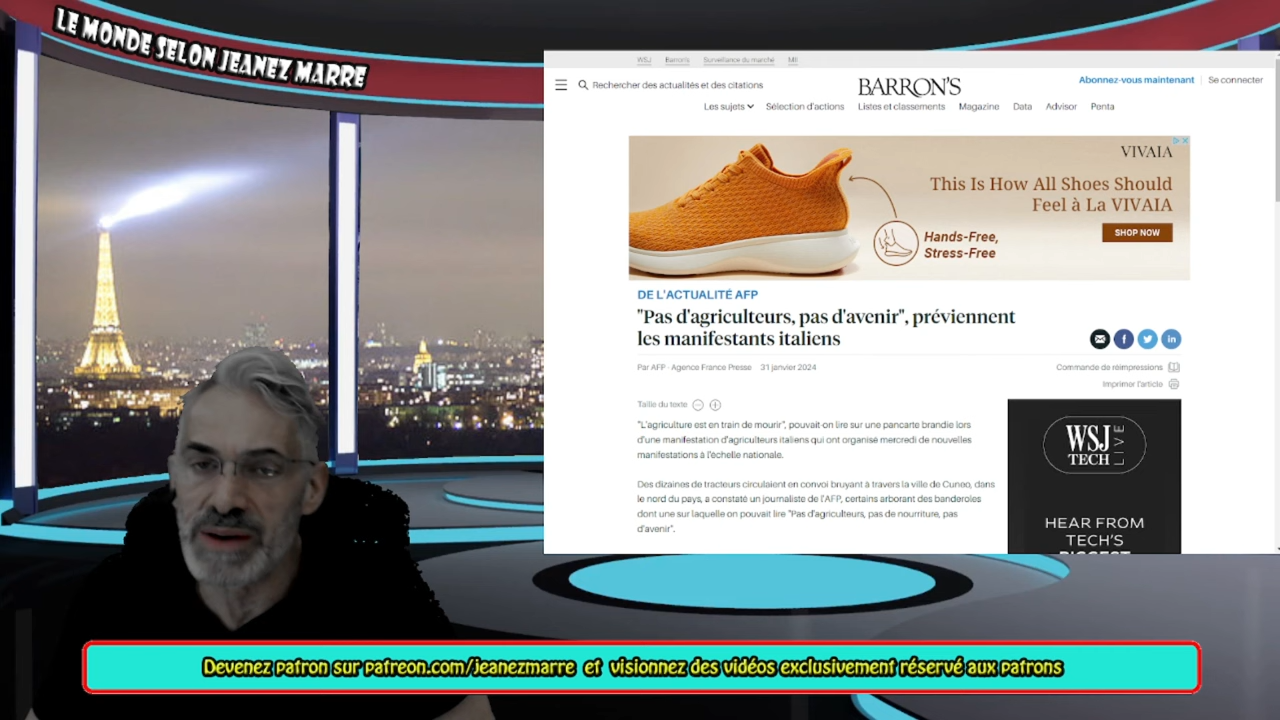 LE MONDE SELON JEANEZ MARRE
WSJ Barron's Surveillance du marché
Rechercher des actualités et des citations
BARRON'S
Abonnez-vous maintenant Se connecter
Les sujets Sélection d'actions Listes et classements Magazine Data Advisor Penta
VIVAIA
This Is How All Shoes Should
Feel à La VIVAIA
SHOP NOW
Hands-Free,
Stress-Free
DE L'ACTUALITÉ AFP
"Pas d'agriculteurs, pas d'avenir", préviennent
les manifestants italiens
Par AFP - Agence France Presse 31 janvier 2024
Commande de réimpressions
Imprimer l'article
Taille du texte
"L'agriculture est en train de mourir", pouvait-on lire sur une pancarte brandie lors
d'une manifestation d'agriculteurs italiens qui ont organisé mercredi de nouvelles
manifestations à l'échelle nationale.
Des dizaines de tracteurs circulaient en convoi bruyant à travers la ville de Cuneo, dans
le nord du pays, a constaté un journaliste de l'AFP, certains arborant des banderoles
dont une sur laquelle on pouvait lire "Pas d'agriculteurs, pas de nourriture, pas
d'avenir".
WSJ
TECH
LIVE
HEAR FROM
TECH'S
BIGGEST
Devenez patron sur patreon.com/jeanezmarre et visionnez des vidéos exclusivement réservé aux patrons